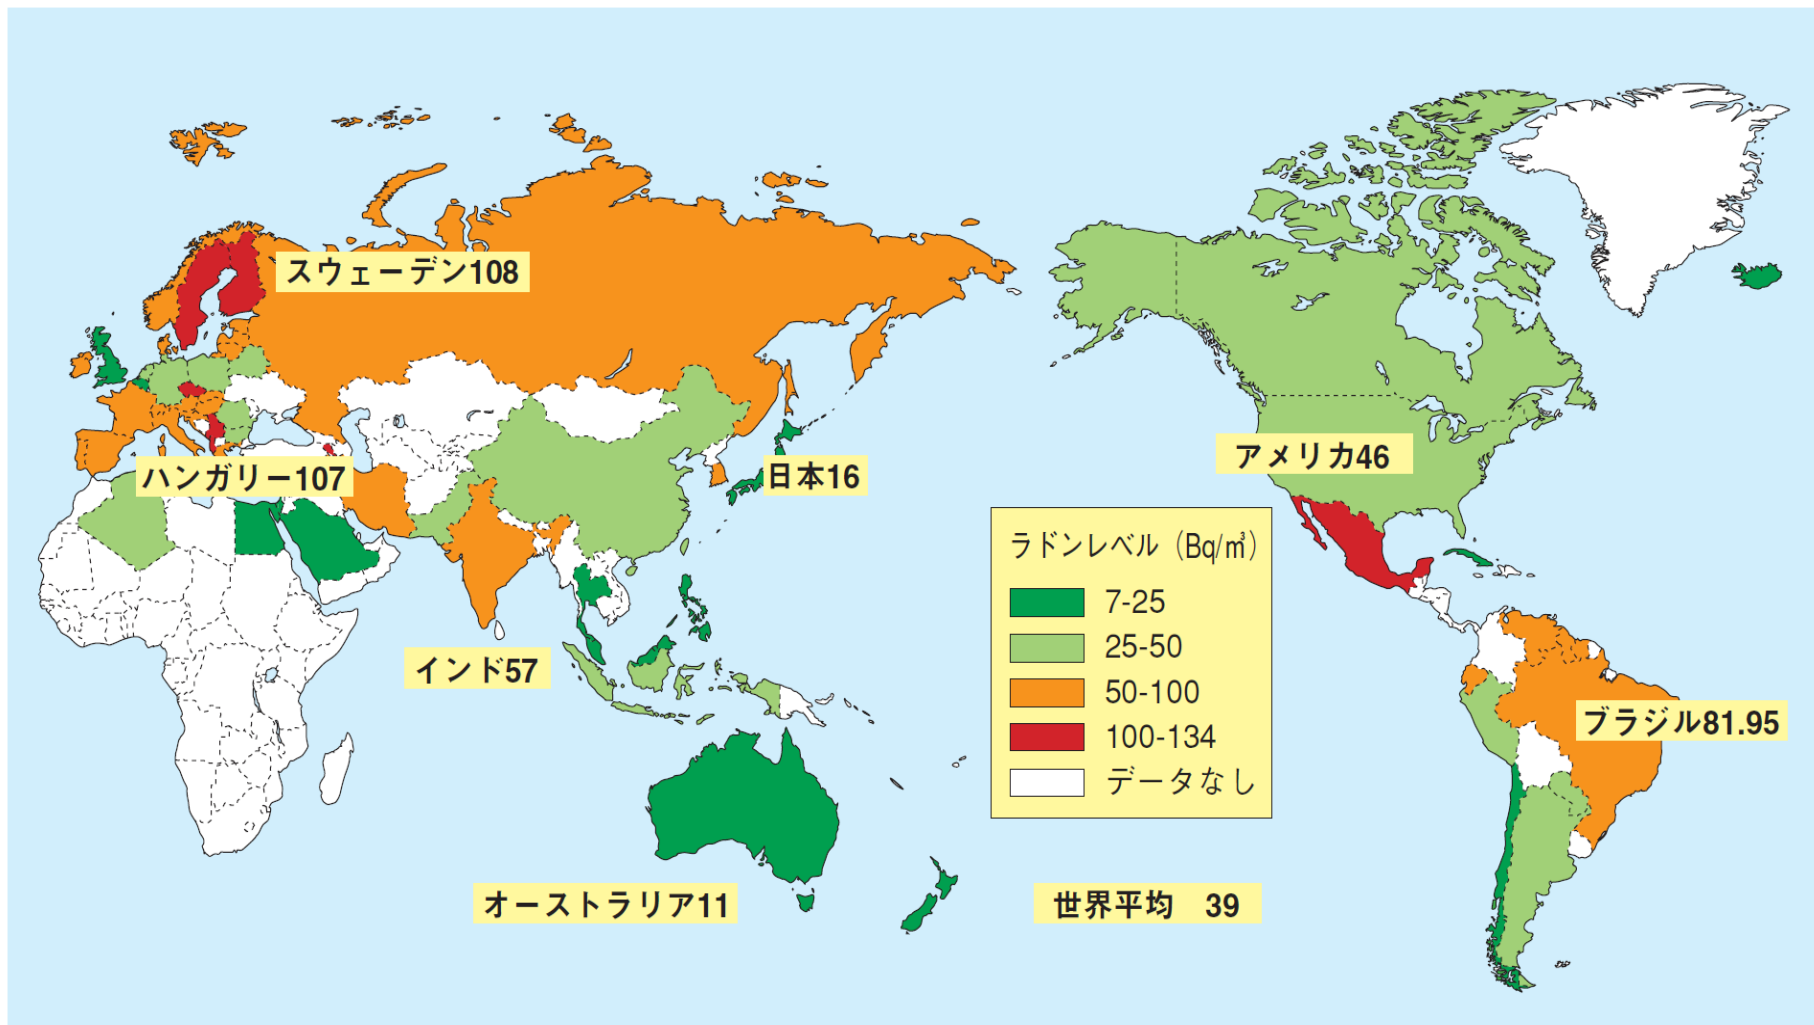 スウェーデン108
ハンガリー107
日本16
アメリカ46
ラドンレベル（Bq/㎥）
7-25
25-50
50-100
100-134
データなし
インド57
ブラジル81.95
オーストラリア11
世界平均　39